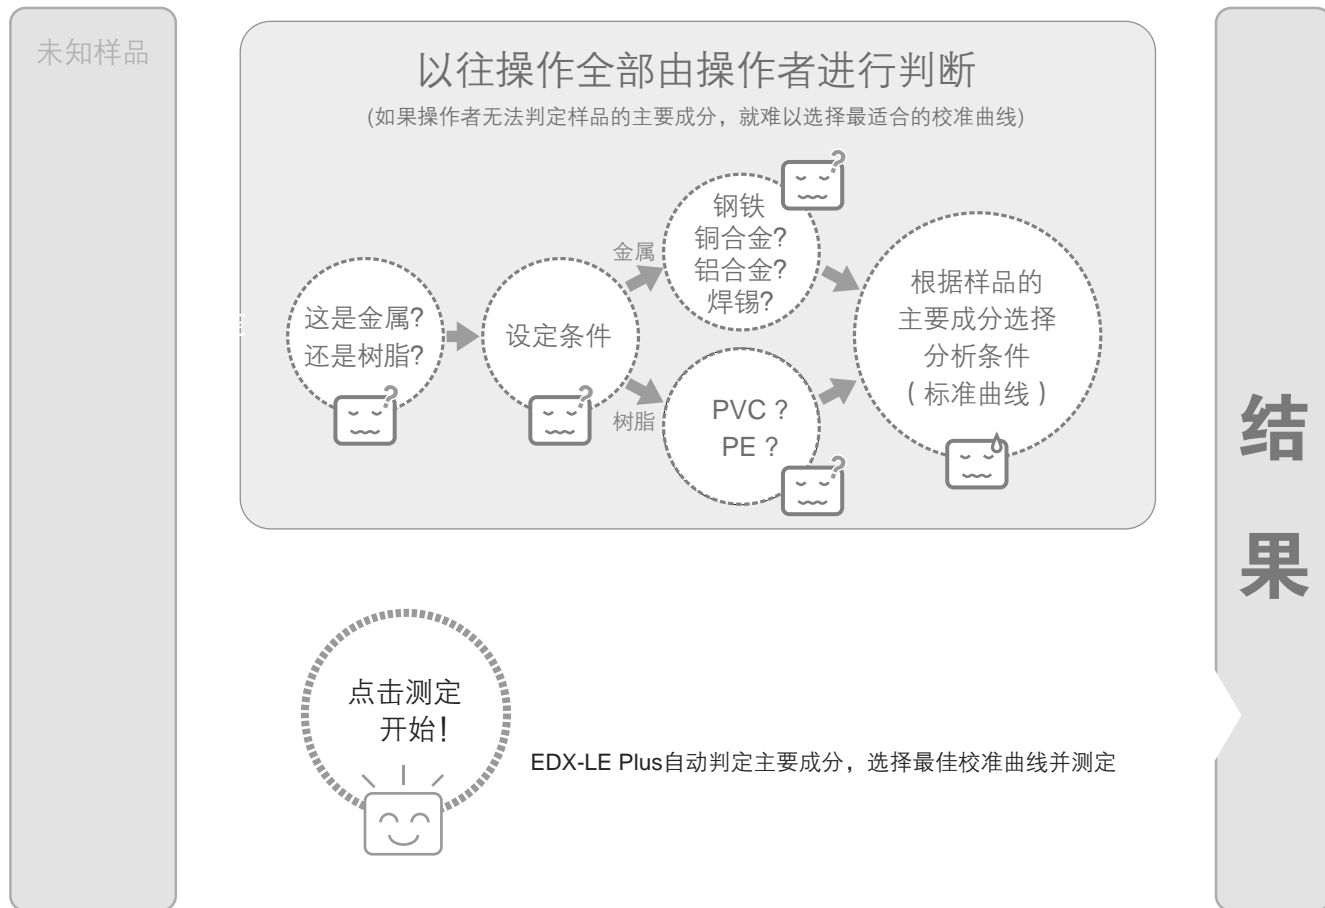 未知样品
以往操作全部由操作者进行判断
(如果操作者无法判定样品的主要成分，就难以选择最适合的校准曲线)
这是金属?
还是树脂?
设定条件
金属
钢铁
铜合金?
铝合金?
焊锡?
树脂
PVC ?
PE ?
根据样品的
主要成分选择
分析条件
（标准曲线）
结
果
点击测定
开始！
EDX-LE Plus自动判定主要成分，选择最佳校准曲线并测定